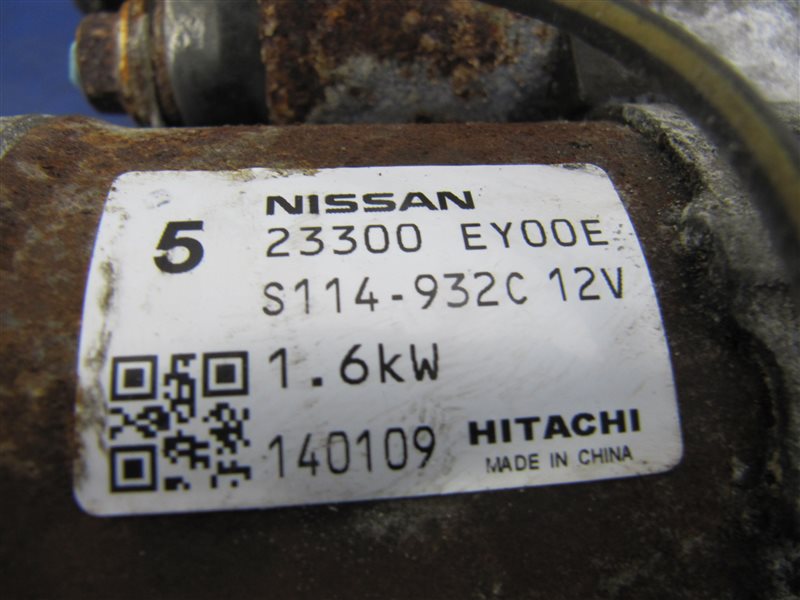 5 NISSAN
23300 EY00E
S114-932C 12V
1.6kW
140109 HITACHI
MADE IN CHINA